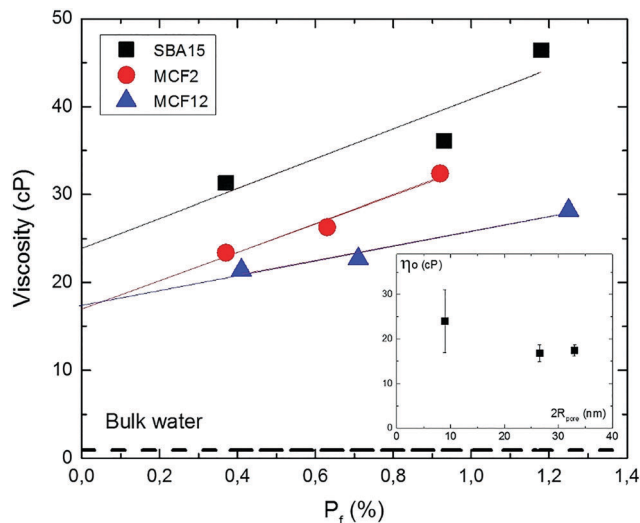 50
40
30
20
10
0
Viscosity (cP)
SBA15
MCF2
MCF12
Bulk water
0,0 0,2 0,4 0,6 0,8 1,0 1,2 1,4
P_f (%)
ηo (cP)
30
20
10
0
0 10 20 30 40
2R_pore (nm)